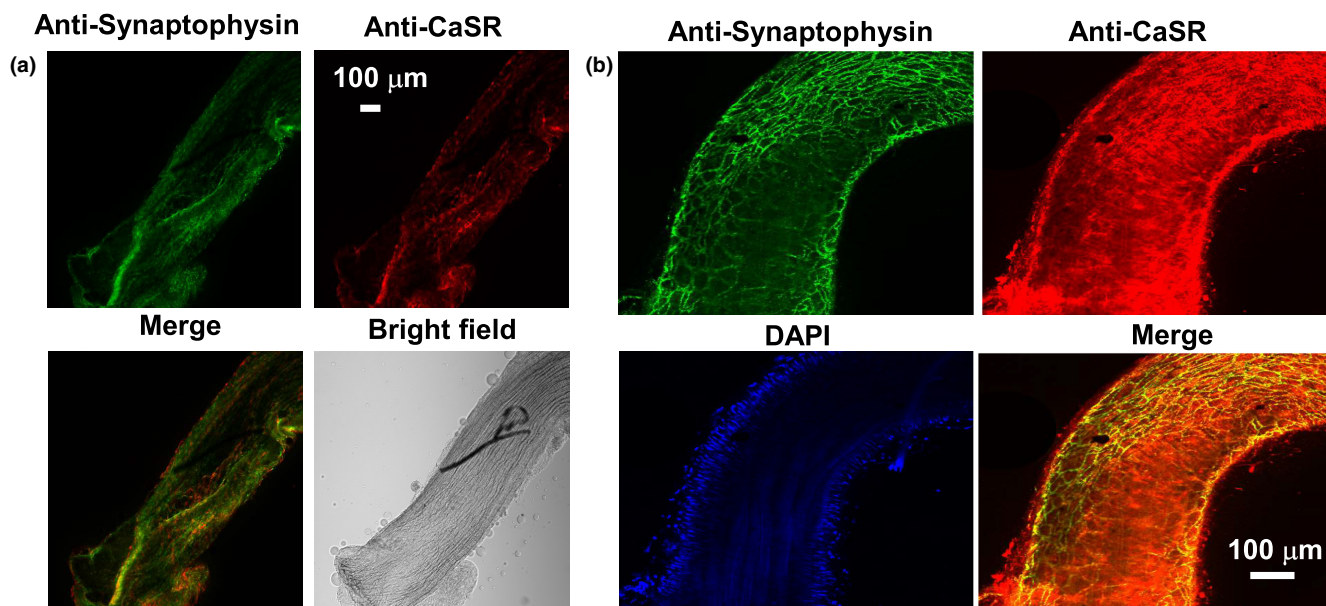 (a)
Anti-Synaptophysin
Anti-CaSR
100 μm
Merge
Bright field
(b)
Anti-Synaptophysin
Anti-CaSR
DAPI
Merge
100 μm